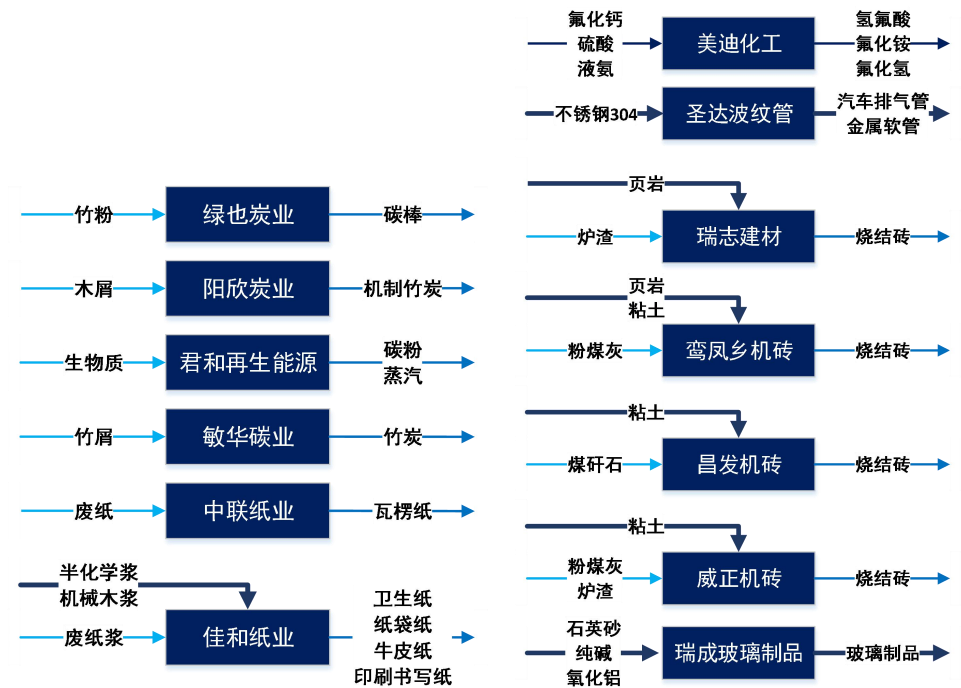 竹粉
绿也炭业
碳棒
木屑
阳欣炭业
机制竹炭
生物质
君和再生能源
碳粉
蒸汽
竹屑
敏华碳业
竹炭
废纸
中联纸业
瓦楞纸
半化学浆
机械木浆
废纸浆
佳和纸业
卫生纸
纸袋纸
牛皮纸
印刷书写纸
氟化钙
硫酸
液氨
美迪化工
氢氟酸
氟化铵
氟化氢
不锈钢304
圣达波纹管
汽车排气管
金属软管
页岩
炉渣
瑞志建材
烧结砖
页岩
粘土
粉煤灰
鸾凤乡机砖
烧结砖
粘土
煤矸石
昌发机砖
烧结砖
粘土
粉煤灰
炉渣
威正机砖
烧结砖
石英砂
纯碱
氧化铝
瑞成玻璃制品
玻璃制品